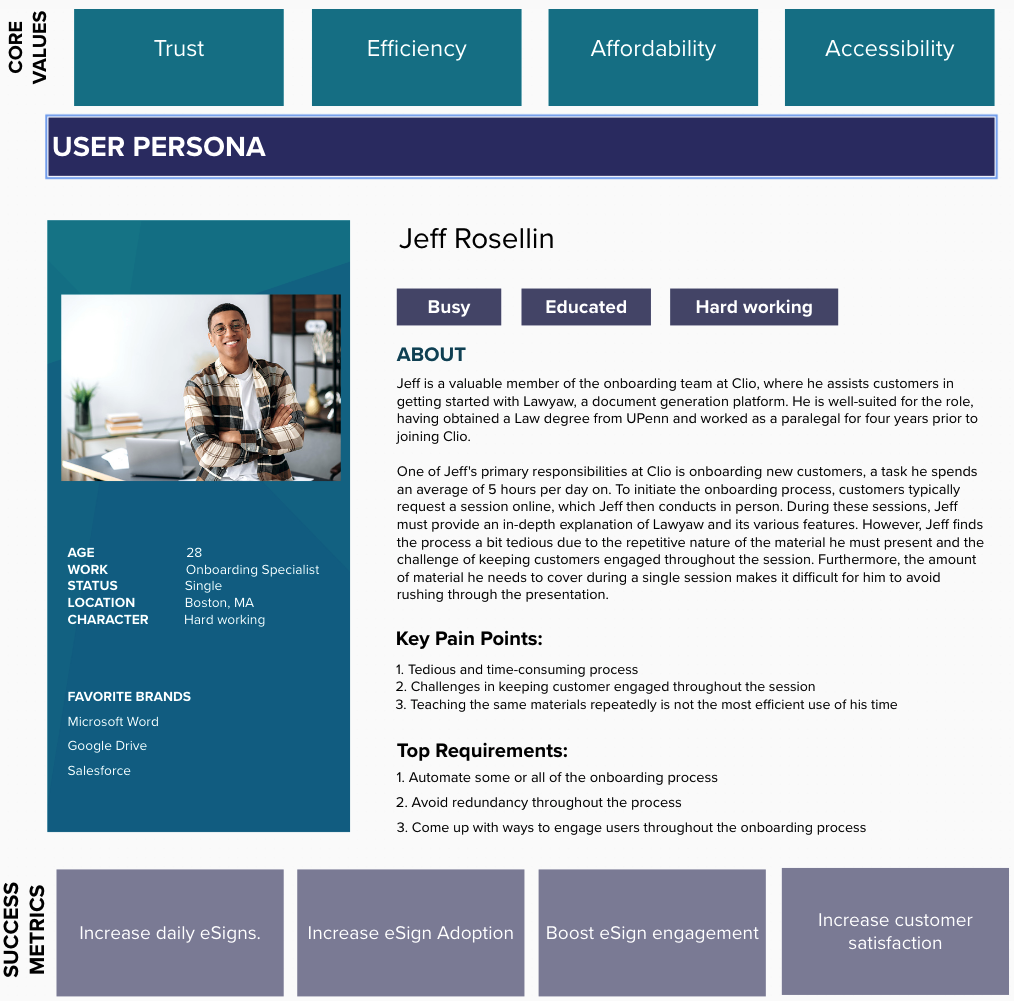 CORE
VALUES
Trust
Efficiency
Affordability
Accessibility
USER PERSONA
Jeff Rosellin
Busy
Educated
Hard working
ABOUT
Jeff is a valuable member of the onboarding team at Clio, where he assists customers in
getting started with Lawyaw, a document generation platform. He is well-suited for the role,
having obtained a Law degree from UPenn and worked as a paralegal for four years prior to
joining Clio.
One of Jeff's primary responsibilities at Clio is onboarding new customers, a task he spends
an average of 5 hours per day on. To initiate the onboarding process, customers typically
request a session online, which Jeff then conducts in person. During these sessions, Jeff
must provide an in-depth explanation of Lawyaw and its various features. However, Jeff finds
the process a bit tedious due to the repetitive nature of the material he must present and the
challenge of keeping customers engaged throughout the session. Furthermore, the amount
of material he needs to cover during a single session makes it difficult for him to avoid
rushing through the presentation.
Key Pain Points:
1. Tedious and time-consuming process
2. Challenges in keeping customer engaged throughout the session
3. Teaching the same materials repeatedly is not the most efficient use of his time
Top Requirements:
1. Automate some or all of the onboarding process
2. Avoid redundancy throughout the process
3. Come up with ways to engage users throughout the onboarding process
AGE 28
WORK Onboarding Specialist
STATUS Single
LOCATION Boston, MA
CHARACTER Hard working
FAVORITE BRANDS
Microsoft Word
Google Drive
Salesforce
SUCCESS
METRICS
Increase daily eSigns.
Increase eSign Adoption
Boost eSign engagement
Increase customer
satisfaction